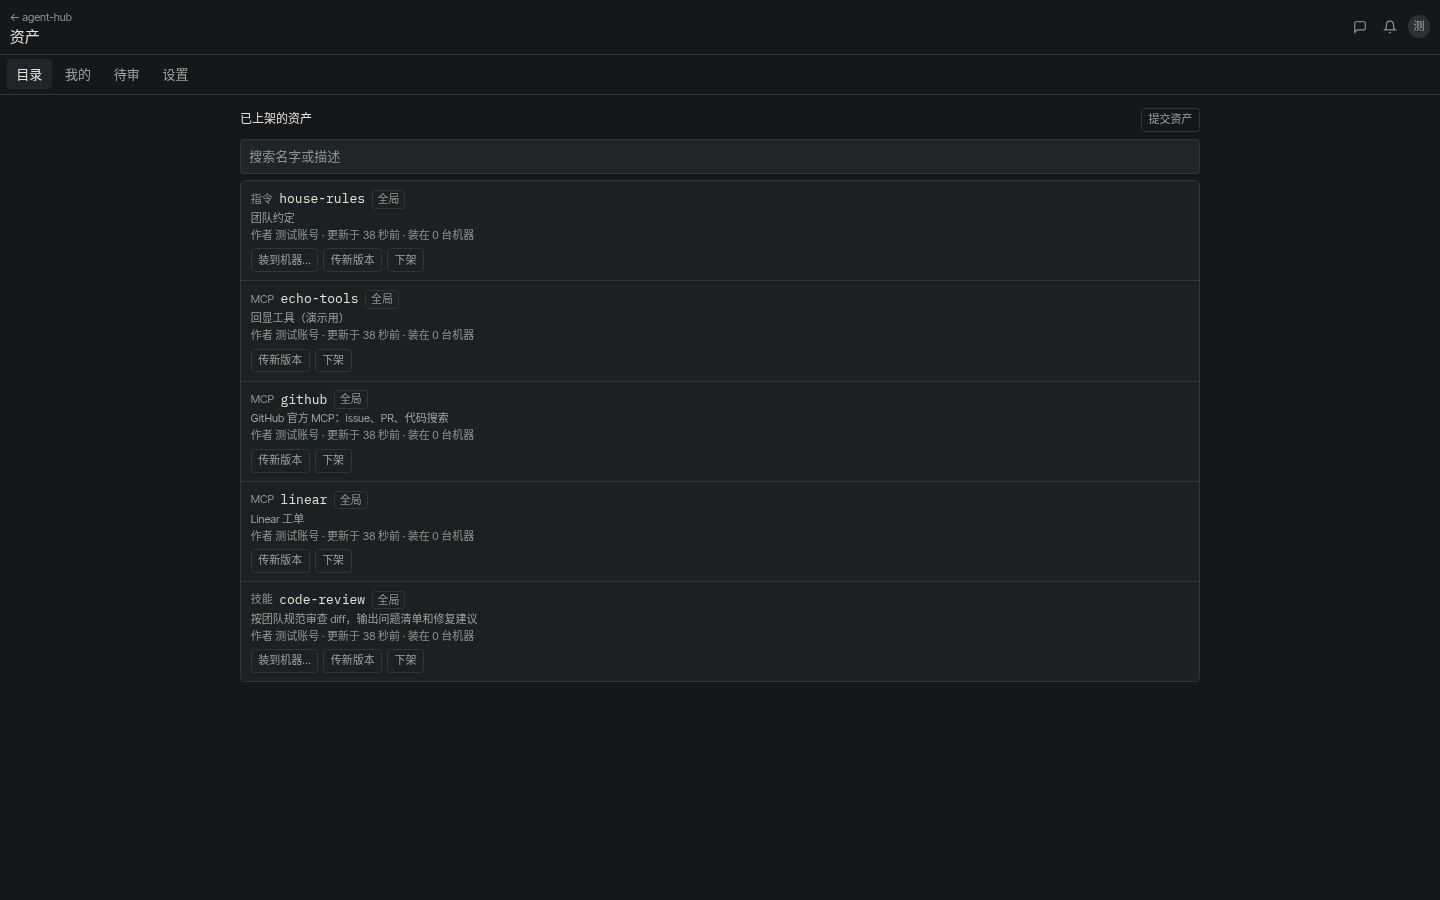 ← agent-hub
资产
测
目录 我的 待审 设置
已上架的资产
提交资产
搜索名字或描述
指令 house-rules 全局
团队约定
作者 测试账号 · 更新于 38 秒前 · 装在 0 台机器
装到机器... 传新版本 下架
MCP echo-tools 全局
回显工具（演示用）
作者 测试账号 · 更新于 38 秒前 · 装在 0 台机器
传新版本 下架
MCP github 全局
GitHub 官方 MCP：issue、PR、代码搜索
作者 测试账号 · 更新于 38 秒前 · 装在 0 台机器
传新版本 下架
MCP linear 全局
Linear 工单
作者 测试账号 · 更新于 38 秒前 · 装在 0 台机器
传新版本 下架
技能 code-review 全局
按团队规范审查 diff，输出问题清单和修复建议
作者 测试账号 · 更新于 38 秒前 · 装在 0 台机器
装到机器... 传新版本 下架